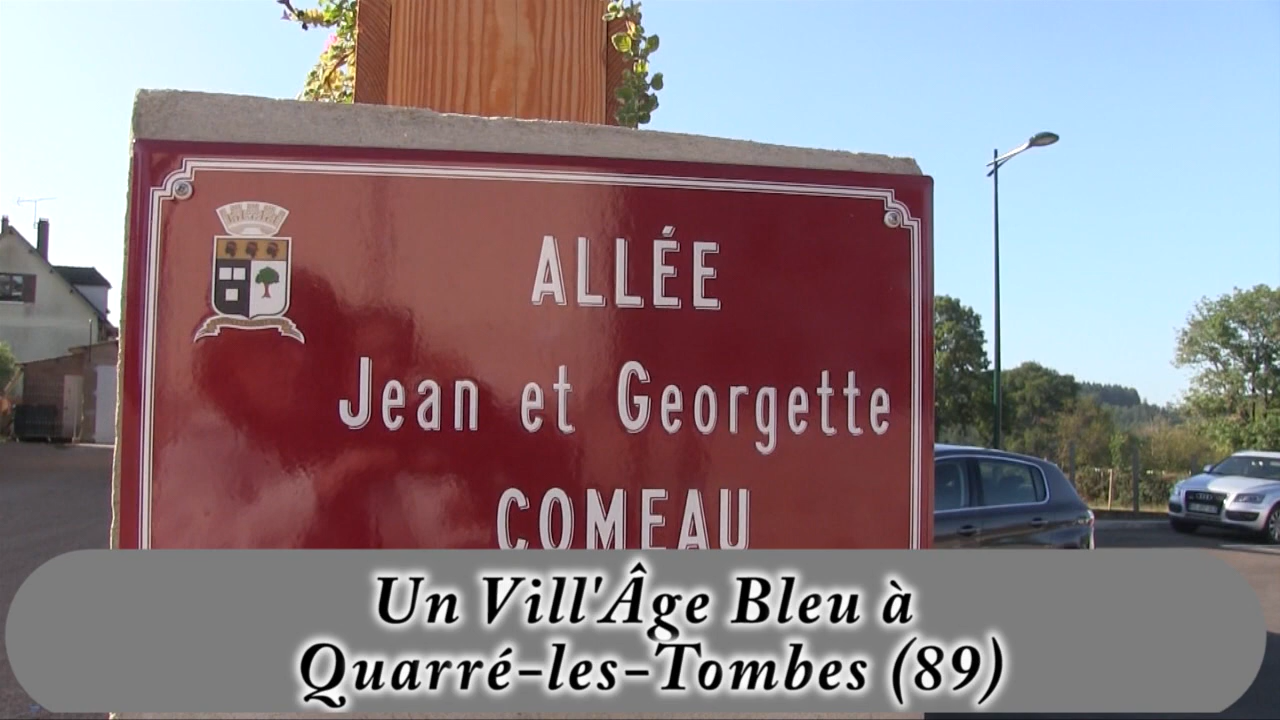 ALLÉE
Jean et Georgette
COMEAU
Un Vill'Âge Bleu à
Quarré-les-Tombes (89)